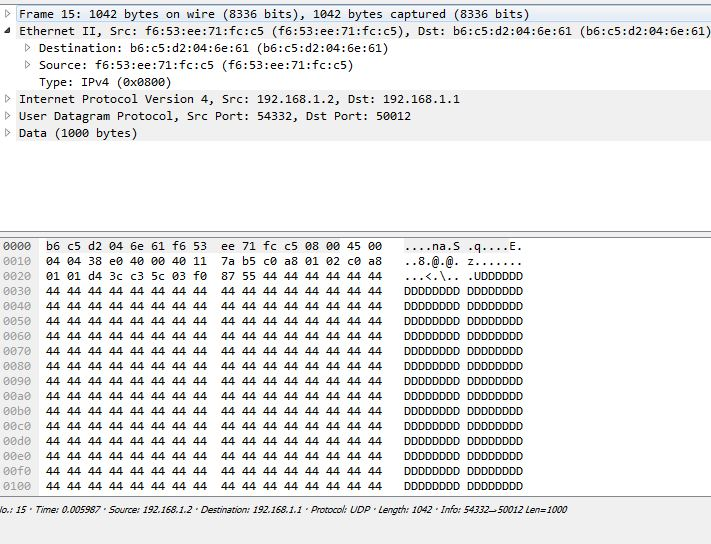 Frame 15: 1042 bytes on wire (8336 bits), 1042 bytes captured (8336 bits)
Ethernet II, Src: f6:53:ee:71:fc:c5 (f6:53:ee:71:fc:c5), Dst: b6:c5:d2:04:6e:61 (b6:c5:d2:04:6e:61)
Destination: b6:c5:d2:04:6e:61 (b6:c5:d2:04:6e:61)
Source: f6:53:ee:71:fc:c5 (f6:53:ee:71:fc:c5)
Type: IPv4 (0x0800)
Internet Protocol Version 4, Src: 192.168.1.2, Dst: 192.168.1.1
User Datagram Protocol, Src Port: 54332, Dst Port: 50012
Data (1000 bytes)
0000 b6 c5 d2 04 6e 61 f6 53 ee 71 fc c5 08 00 45 00 ....na.S .q....E.
0010 04 04 38 e0 40 00 40 11 7a b5 c0 a8 01 02 c0 a8 ..8.@.@. z.......
0020 01 01 d4 3c c3 5c 03 f0 87 55 44 44 44 44 44 44 ...<.\.. .UDDDDDD
0030 44 44 44 44 44 44 44 44 44 44 44 44 44 44 44 44 DDDDDDDD DDDDDDDD
0040 44 44 44 44 44 44 44 44 44 44 44 44 44 44 44 44 DDDDDDDD DDDDDDDD
0050 44 44 44 44 44 44 44 44 44 44 44 44 44 44 44 44 DDDDDDDD DDDDDDDD
0060 44 44 44 44 44 44 44 44 44 44 44 44 44 44 44 44 DDDDDDDD DDDDDDDD
0070 44 44 44 44 44 44 44 44 44 44 44 44 44 44 44 44 DDDDDDDD DDDDDDDD
0080 44 44 44 44 44 44 44 44 44 44 44 44 44 44 44 44 DDDDDDDD DDDDDDDD
0090 44 44 44 44 44 44 44 44 44 44 44 44 44 44 44 44 DDDDDDDD DDDDDDDD
00a0 44 44 44 44 44 44 44 44 44 44 44 44 44 44 44 44 DDDDDDDD DDDDDDDD
00b0 44 44 44 44 44 44 44 44 44 44 44 44 44 44 44 44 DDDDDDDD DDDDDDDD
00c0 44 44 44 44 44 44 44 44 44 44 44 44 44 44 44 44 DDDDDDDD DDDDDDDD
00d0 44 44 44 44 44 44 44 44 44 44 44 44 44 44 44 44 DDDDDDDD DDDDDDDD
00e0 44 44 44 44 44 44 44 44 44 44 44 44 44 44 44 44 DDDDDDDD DDDDDDDD
00f0 44 44 44 44 44 44 44 44 44 44 44 44 44 44 44 44 DDDDDDDD DDDDDDDD
0100 44 44 44 44 44 44 44 44 44 44 44 44 44 44 44 44 DDDDDDDD DDDDDDDD
o.: 15 · Time: 0.005987 · Source: 192.168.1.2 · Destination: 192.168.1.1 · Protocol: UDP · Length: 1042 · Info: 54332→50012 Len=1000